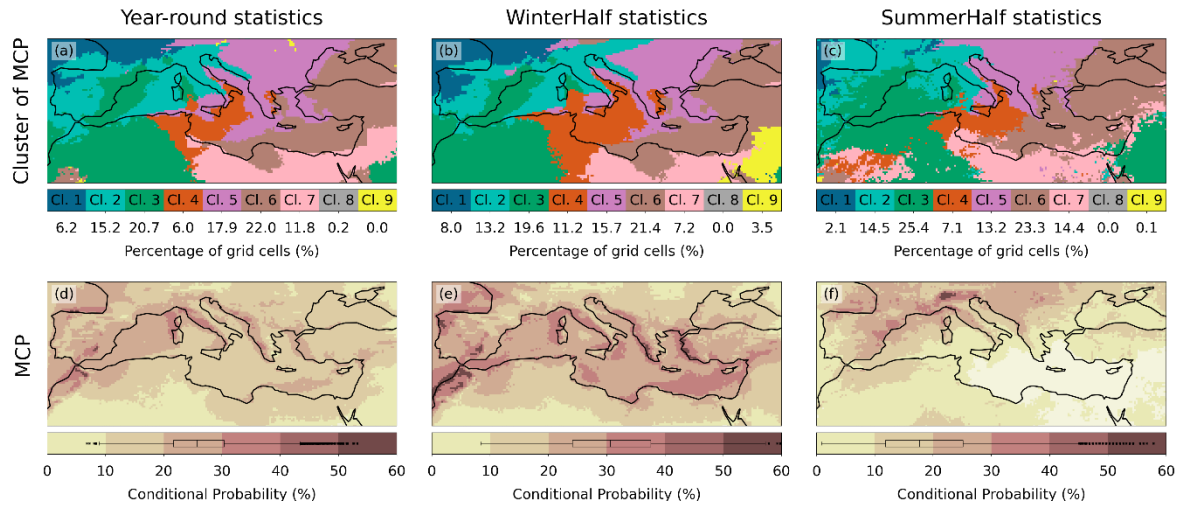 Year-round statistics
WinterHalf statistics
SummerHalf statistics
Cluster of MCP
(a)
(b)
(c)
Cl. 1 Cl. 2 Cl. 3 Cl. 4 Cl. 5 Cl. 6 Cl. 7 Cl. 8 Cl. 9
6.2 15.2 20.7 6.0 17.9 22.0 11.8 0.2 0.0
Percentage of grid cells (%)
Cl. 1 Cl. 2 Cl. 3 Cl. 4 Cl. 5 Cl. 6 Cl. 7 Cl. 8 Cl. 9
8.0 13.2 19.6 11.2 15.7 21.4 7.2 0.0 3.5
Percentage of grid cells (%)
Cl. 1 Cl. 2 Cl. 3 Cl. 4 Cl. 5 Cl. 6 Cl. 7 Cl. 8 Cl. 9
2.1 14.5 25.4 7.1 13.2 23.3 14.4 0.0 0.1
Percentage of grid cells (%)
MCP
(d)
(e)
(f)
0 10 20 30 40 50 60
Conditional Probability (%)
0 10 20 30 40 50 60
Conditional Probability (%)
0 10 20 30 40 50 60
Conditional Probability (%)